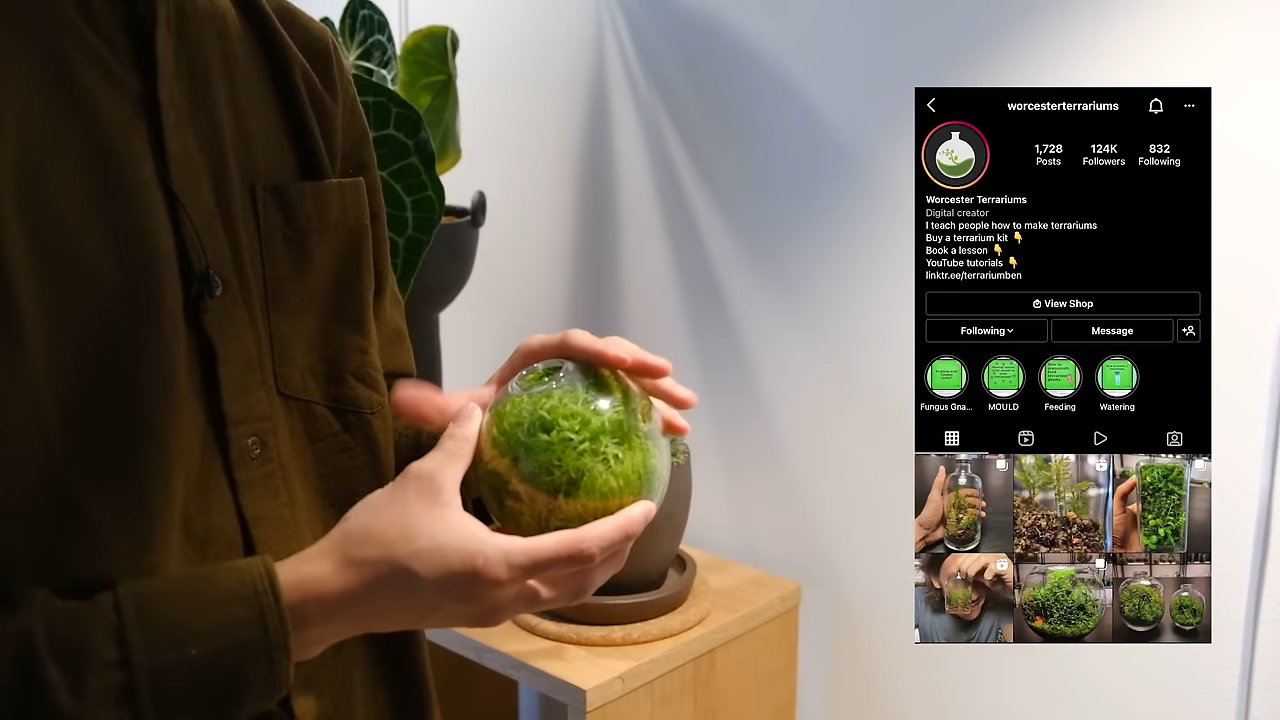 worcesterterrariums
1,728 124K 832
Posts Followers Following
Worcester Terrariums
Digital creator
I teach people how to make terrariums
Buy a terrarium kit 👇
Book a lesson 👇
YouTube tutorials 👇
linktr.ee/terrariumben
View Shop
Following Message
Fungus Gna... MOULD Feeding Watering